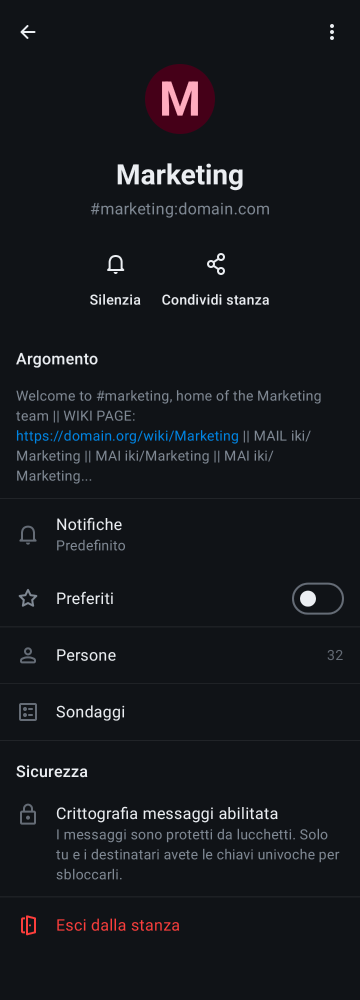 M
Marketing
#marketing:domain.com
Silenzia
Condividi stanza
Argomento
Welcome to #marketing, home of the Marketing
team || WIKI PAGE:
https://domain.org/wiki/Marketing || MAIL iki/
Marketing || MAI iki/Marketing || MAI iki/
Marketing...
Notifiche
Predefinito
Preferiti
Persone 32
Sondaggi
Sicurezza
Crittografia messaggi abilitata
I messaggi sono protetti da lucchetti. Solo
tu e i destinatari avete le chiavi univoche per
sbloccarli.
Esci dalla stanza